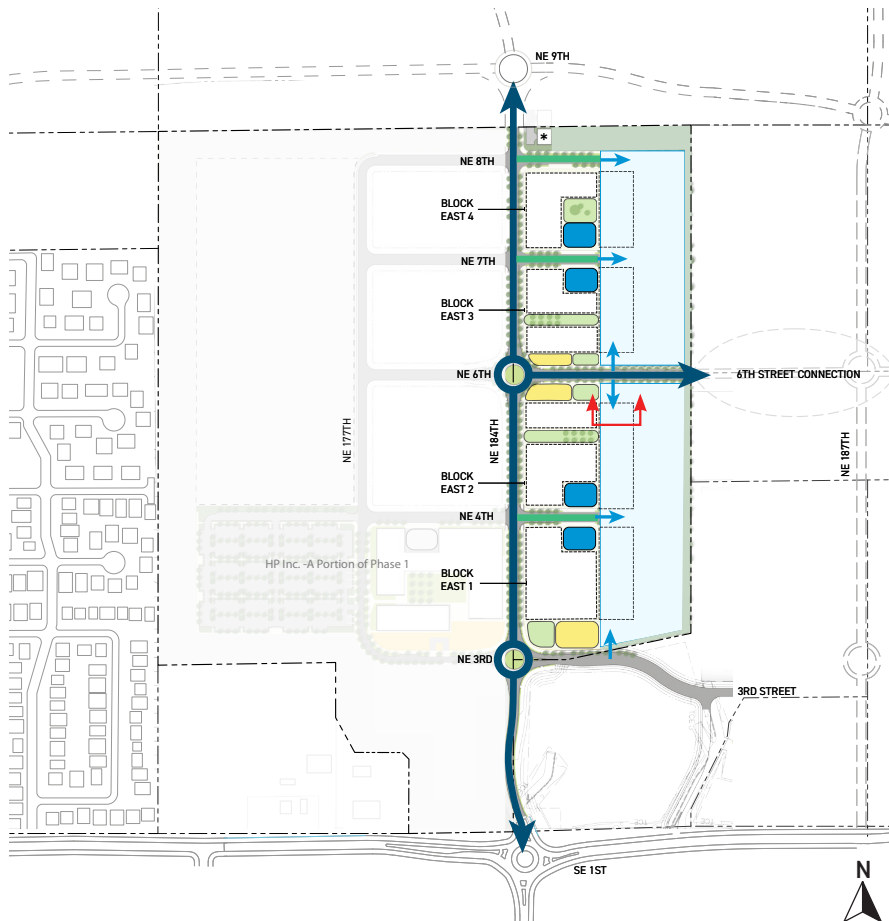 NE 9TH
*
NE 8TH
BLOCK
EAST 4
NE 7TH
BLOCK
EAST 3
NE 6TH
6TH STREET CONNECTION
NE 177TH
NE 184TH
NE 187TH
BLOCK
EAST 2
NE 4TH
HP Inc. -A Portion of Phase 1
BLOCK
EAST 1
NE 3RD
3RD STREET
TCE
TCE
SE 1ST
N